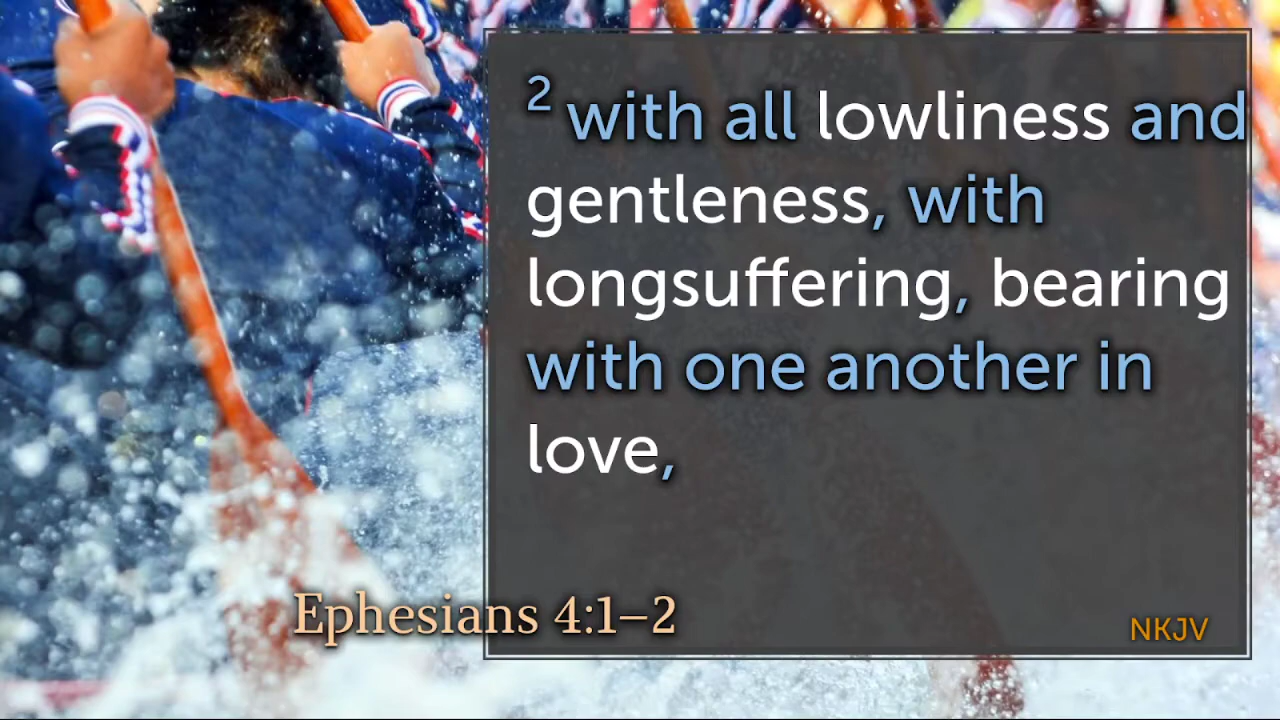 2 with all lowliness and
gentleness, with
longsuffering, bearing
with one another in
love,
Ephesians 4:1–2
NKJV